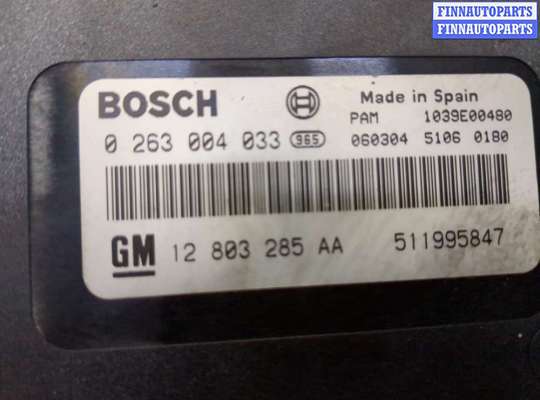 FINNAUTOPARTS
FINNAUTOPARTS
BOSCH Made in Spain
PAM 1039E00480
0 263 004 033 965 060304 5106 0180
GM 12 803 285 AA 511995847